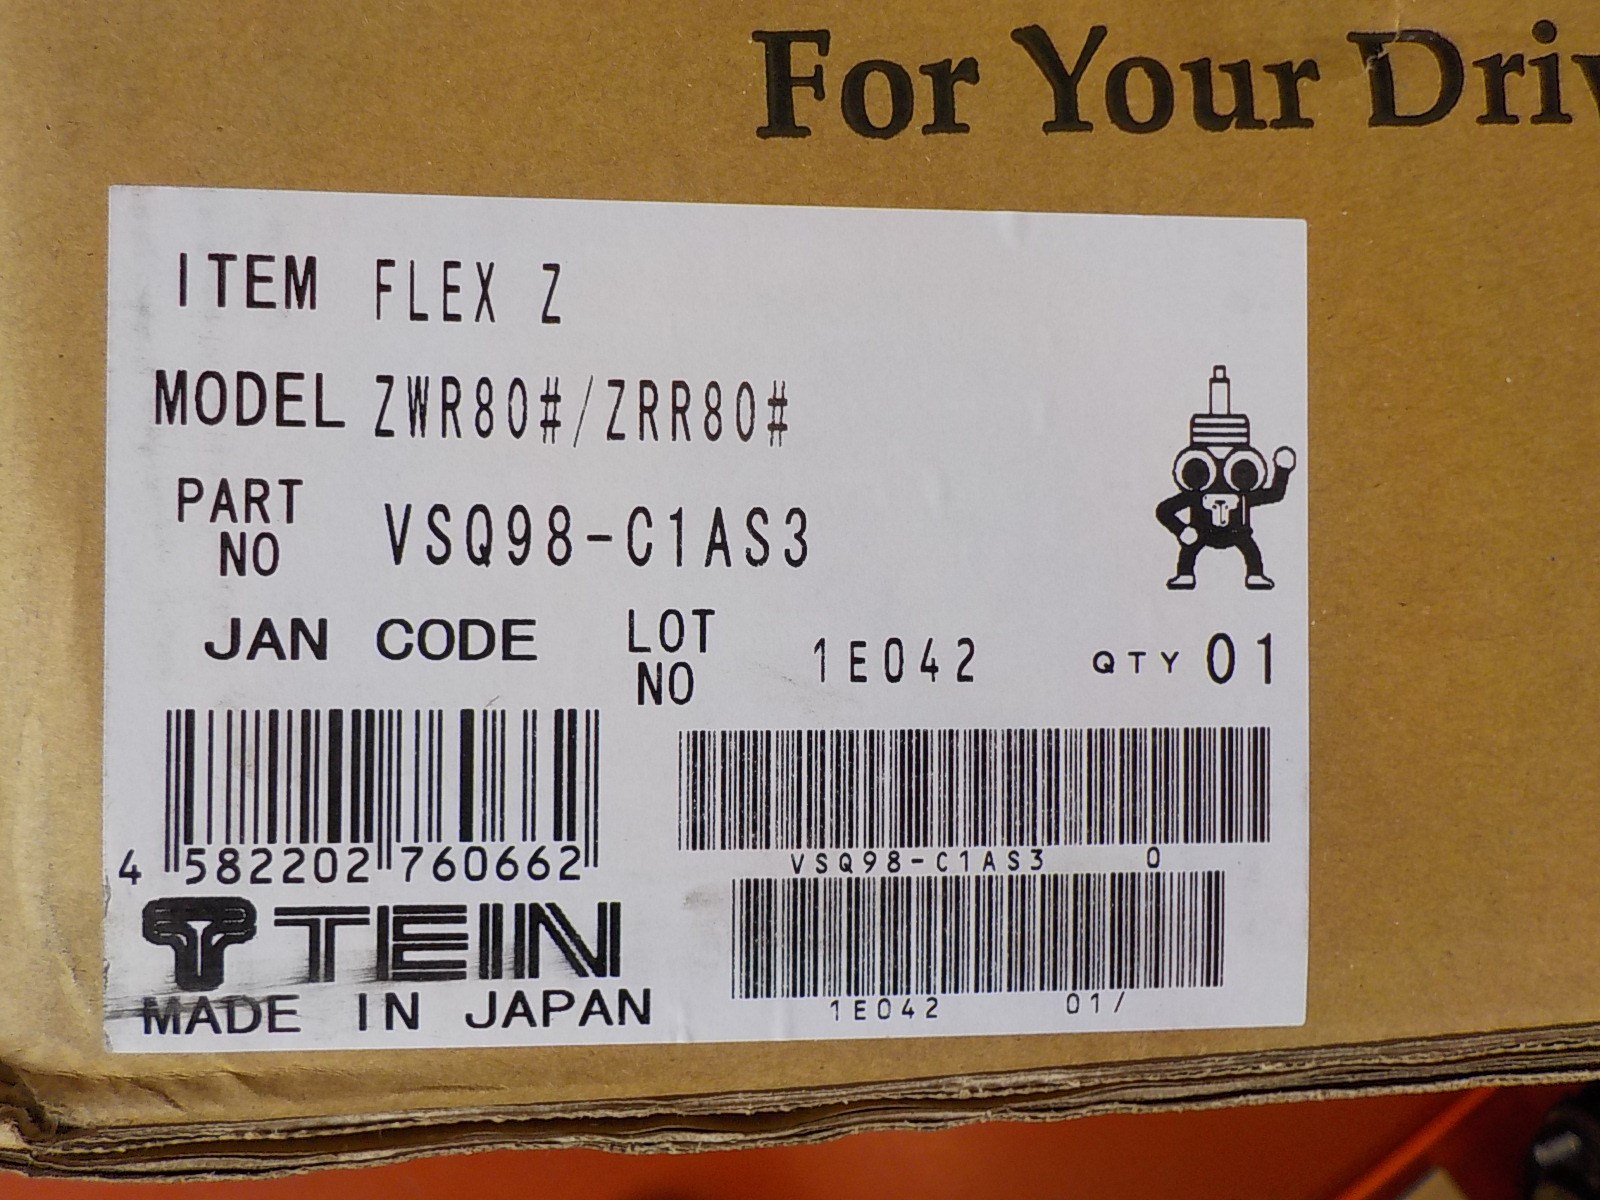 For Your Driv
ITEM FLEX Z
MODEL ZWR80#/ZRR80#
PART NO VSQ98-C1AS3
JAN CODE LOT NO 1E042 QTY 01
4 582202 760662
VSQ98-C1AS3 0
TEIN
1E042 01/
MADE IN JAPAN